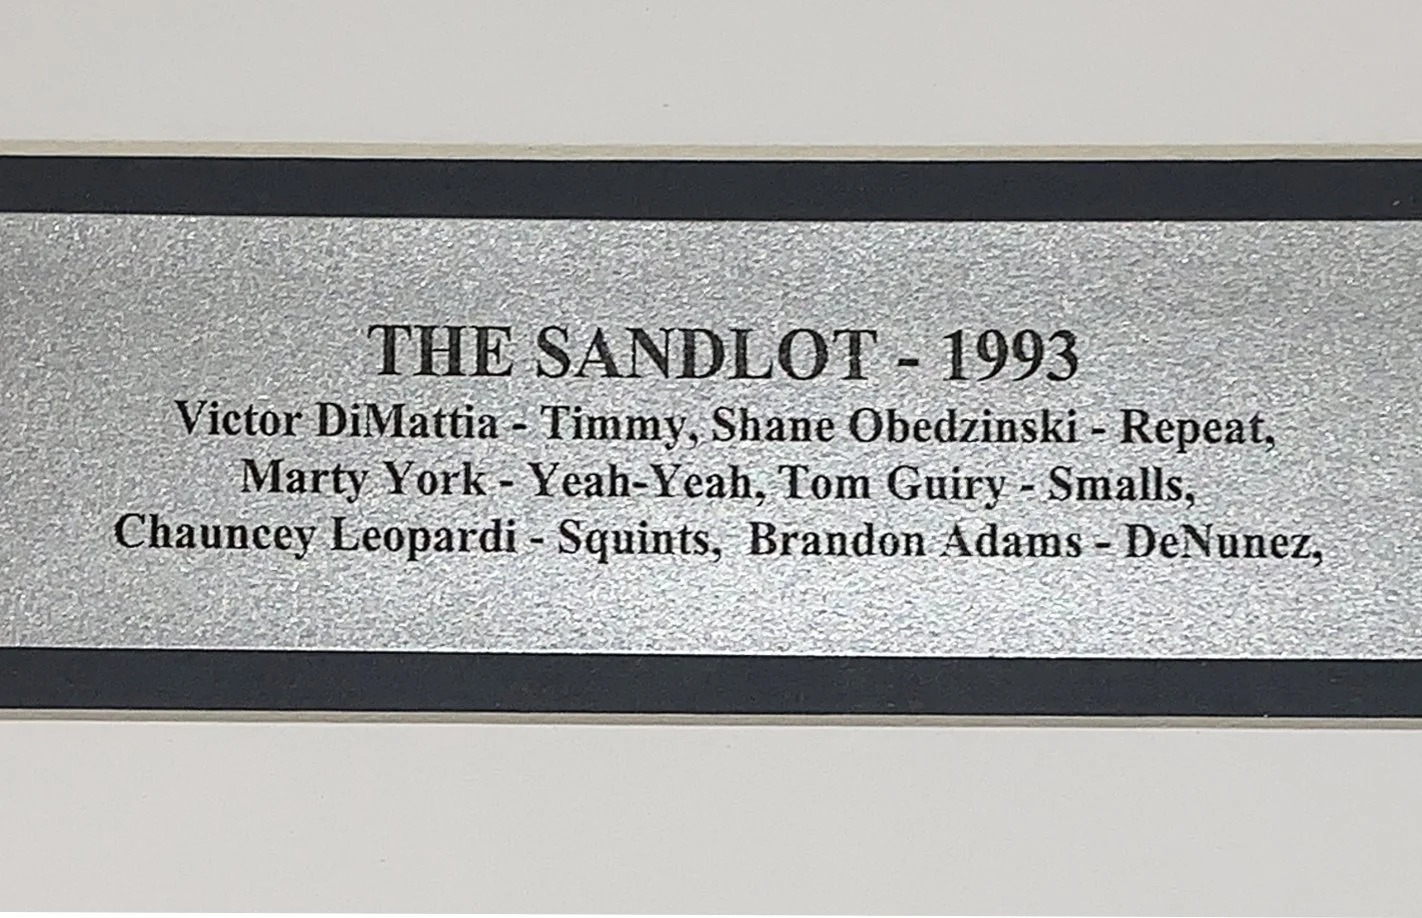 THE SANDLOT - 1993
Victor DiMattia - Timmy, Shane Obedzinski - Repeat,
Marty York - Yeah-Yeah, Tom Guiry - Smalls,
Chauncey Leopardi - Squints, Brandon Adams - DeNunez,